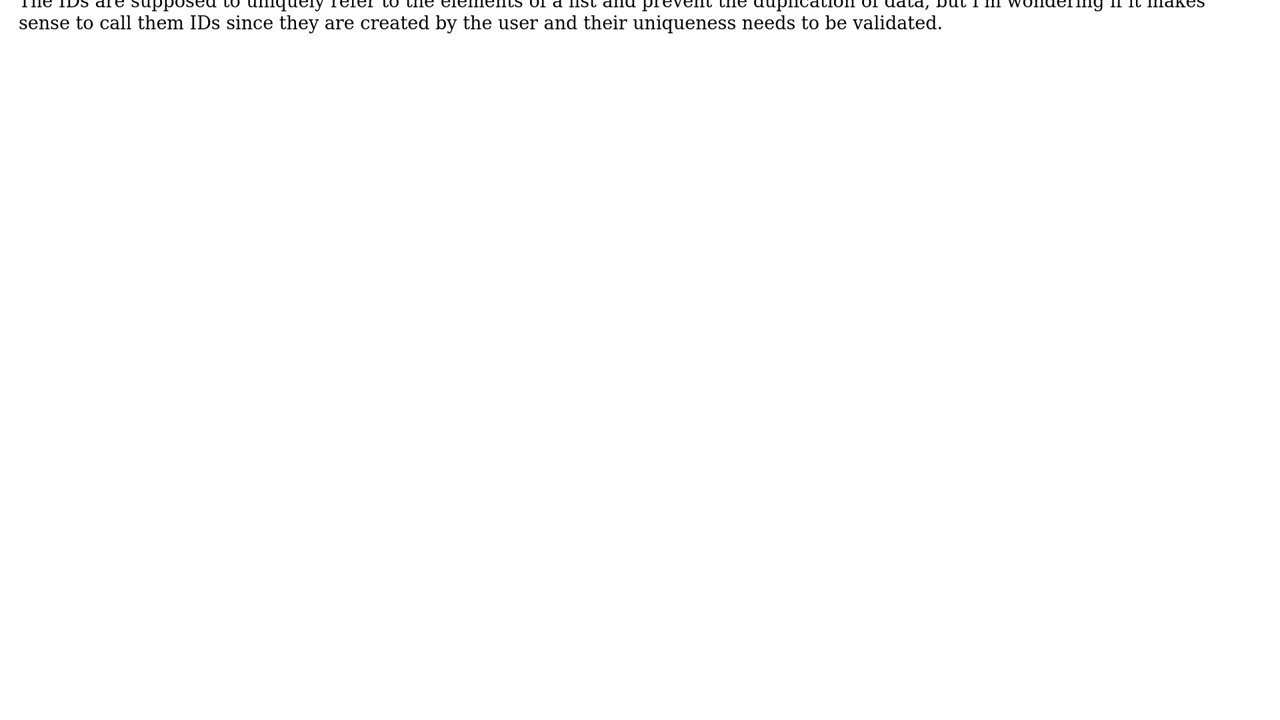 The IDs are supposed to uniquely refer to the elements of a list and prevent the duplication of data, but I'm wondering if it makes
sense to call them IDs since they are created by the user and their uniqueness needs to be validated.